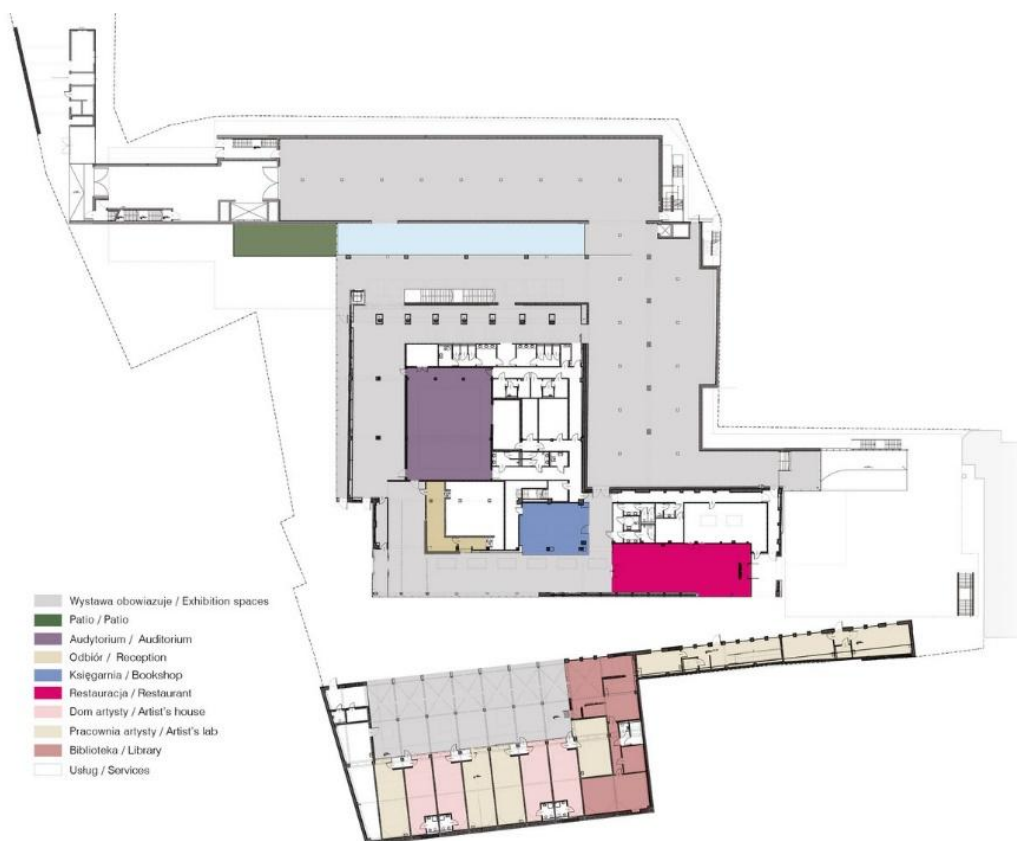 Wystawa obowiazuje / Exhibition spaces
Patio / Patio
Audytorium / Auditorium
Odbiór / Reception
Księgarnia / Bookshop
Restauracja / Restaurant
Dom artysty / Artist's house
Pracownia artysty / Artist's lab
Biblioteka / Library
Usług / Services